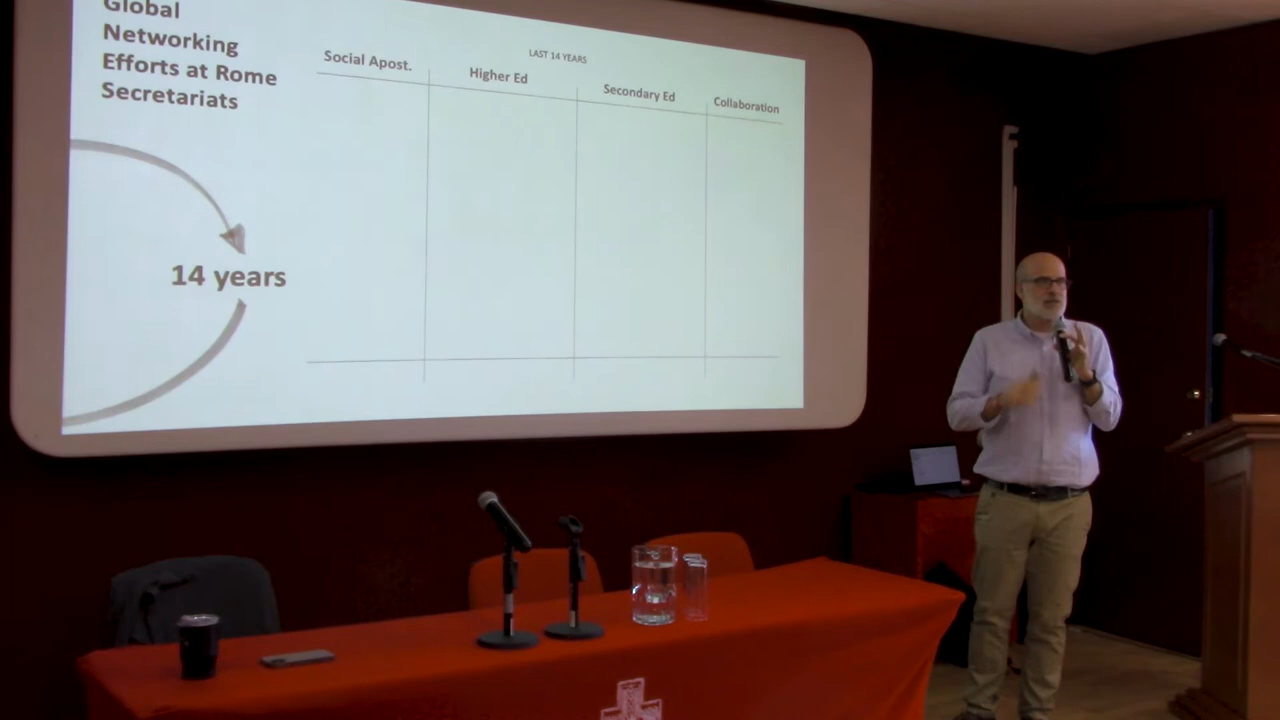 Global
Networking
Efforts at Rome
Secretariats
14 years
LAST 14 YEARS
Social Apost.
Higher Ed
Secondary Ed
Collaboration